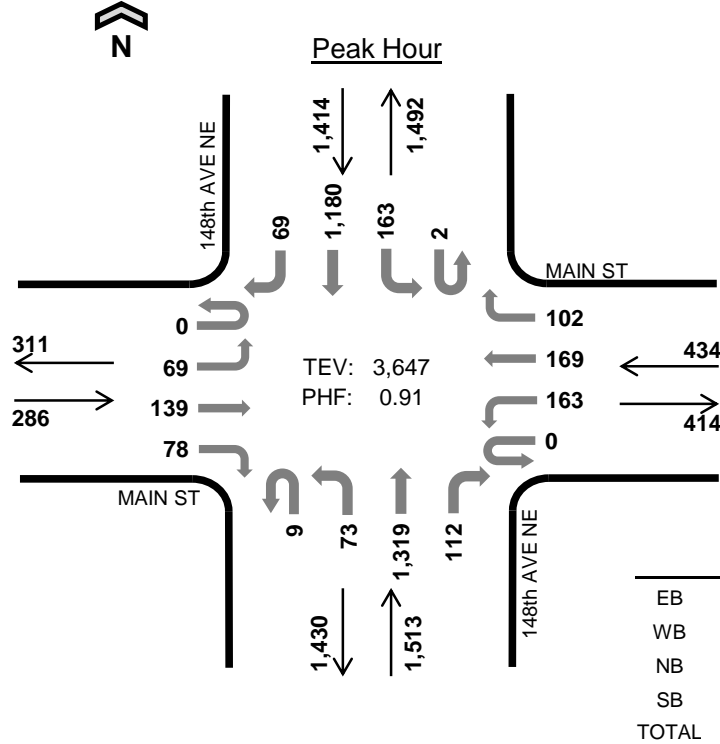 N
Peak Hour
148th AVE NE
1,414
1,492
69
1,180
163
2
MAIN ST
0
69
139
78
311
286
TEV: 3,647
PHF: 0.91
102
169
163
0
434
414
MAIN ST
9
73
1,319
112
148th AVE NE
1,430
1,513
EB
WB
NB
SB
TOTAL